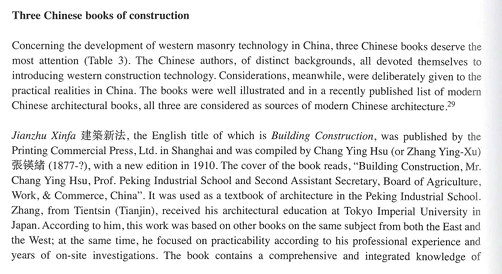 Three Chinese books of construction
Concerning the development of western masonry technology in China, three Chinese books deserve the
most attention (Table 3). The Chinese authors, of distinct backgrounds, all devoted themselves to
introducing western construction technology. Considerations, meanwhile, were deliberately given to the
practical realities in China. The books were well illustrated and in a recently published list of modern
Chinese architectural books, all three are considered as sources of modern Chinese architecture.29
Jianzhu Xinfa 建築新法, the English title of which is Building Construction, was published by the
Printing Commercial Press, Ltd. in Shanghai and was compiled by Chang Ying Hsu (or Zhang Ying-Xu)
張鍈緒 (1877-?), with a new edition in 1910. The cover of the book reads, “Building Construction, Mr.
Chang Ying Hsu, Prof. Peking Industrial School and Second Assistant Secretary, Board of Agriculture,
Work, & Commerce, China”. It was used as a textbook of architecture in the Peking Industrial School.
Zhang, from Tientsin (Tianjin), received his architectural education at Tokyo Imperial University in
Japan. According to him, this work was based on other books on the same subject from both the East and
the West; at the same time, he focused on practicability according to his professional experience and
years of on-site investigations. The book contains a comprehensive and integrated knowledge of